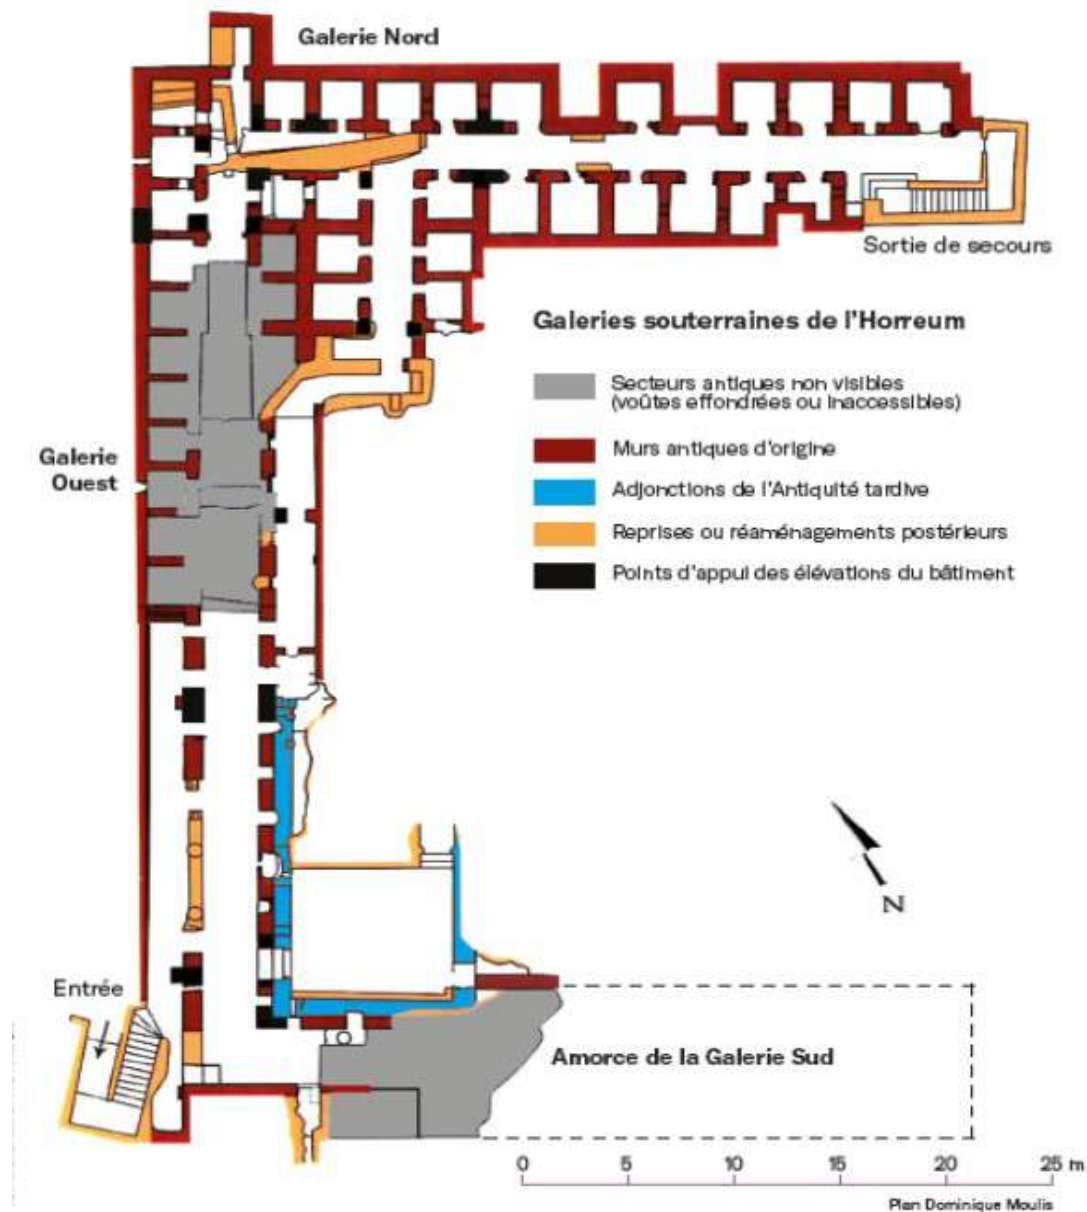 Galerie Nord
Sortie de secours
Galeries souterraines de l'Horreum
Secteurs antiques non visibles
(voûtes effondrées ou inaccessibles)
Murs antiques d'origine
Adjonctions de l'Antiquité tardive
Reprises ou réaménagements postérieurs
Points d'appui des élévations du bâtiment
Galerie
Ouest
N
Entrée
Amorce de la Galerie Sud
0 5 10 15 20 25 m
Plan Dominique Moulis